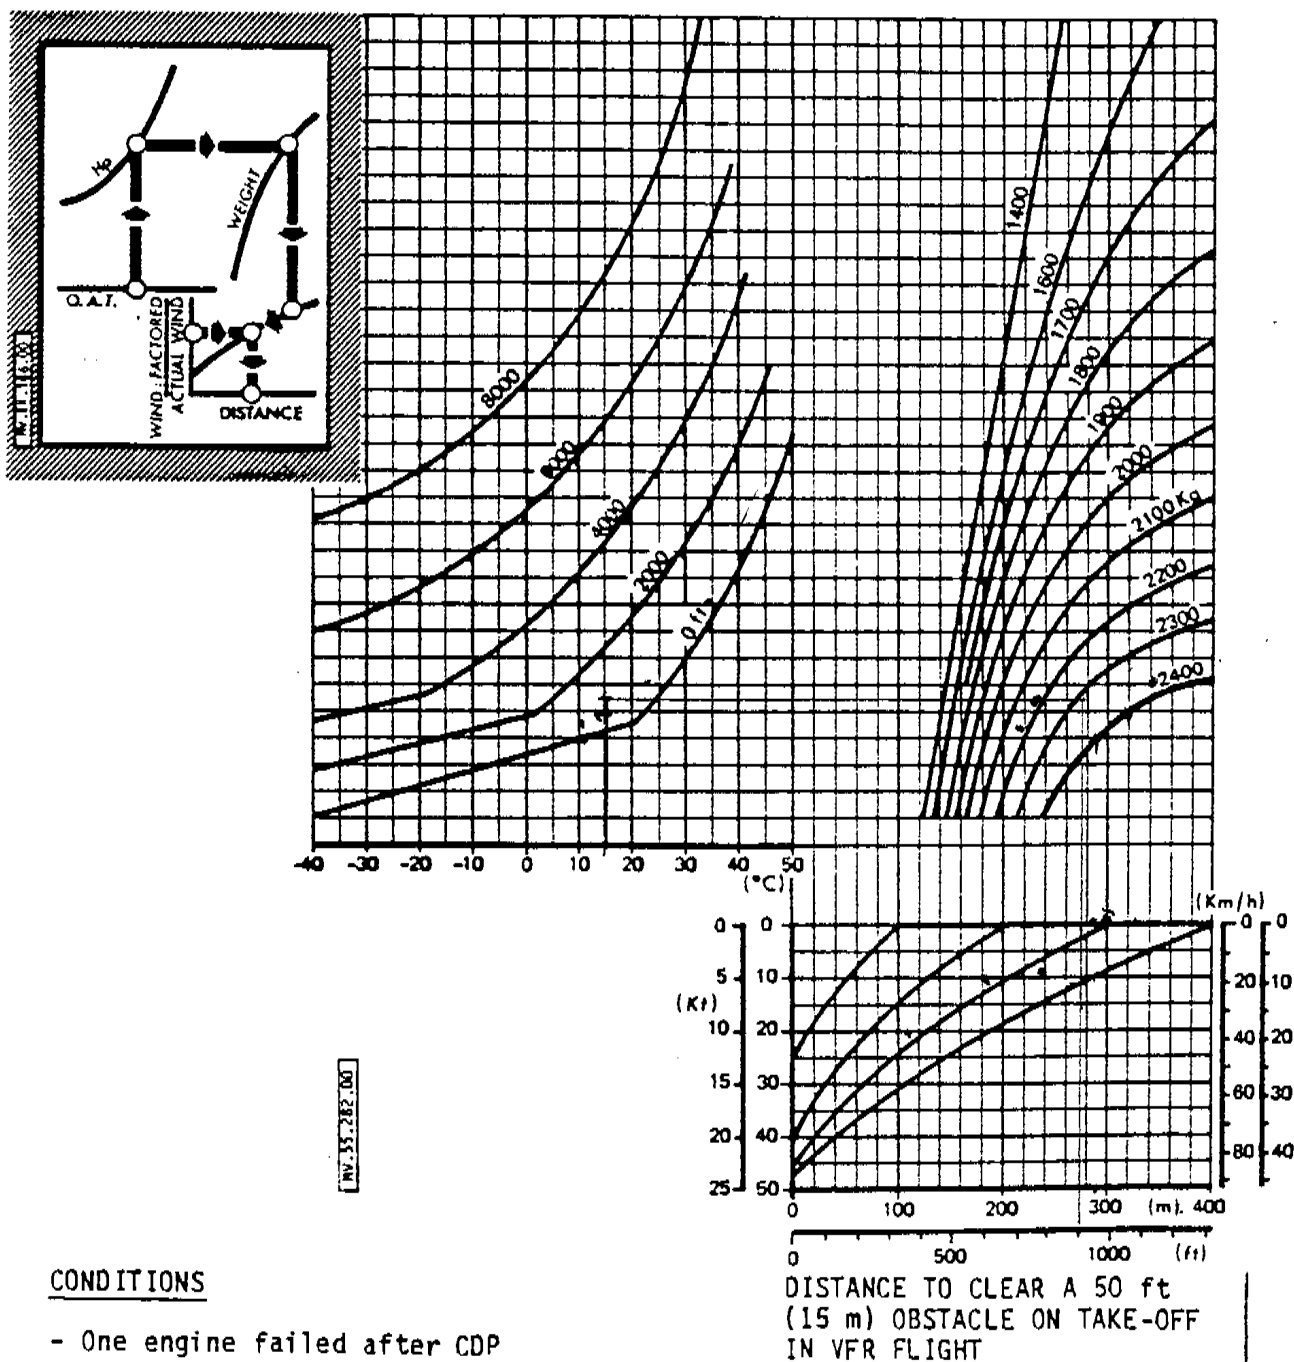 Hp
WEIGHT
O.A.T.
WIND: FACTORED
ACTUAL WIND
DISTANCE
8000
4000
2000
0 ft
1400
1600
1700
1800
1900
2000
2100 Kg
2200
2300
2400
-40 -30 -20 -10 0 10 20 30 40 50
(°C)
(Km/h)
0 0 0 0
5 10 20 10
(Kt)
10 20 40 20
15 30 60 30
20 40 80 40
25 50
0 100 200 300 (m). 400
0 500 1000 (ft)
MV.55.282.00
DISTANCE TO CLEAR A 50 ft
(15 m) OBSTACLE ON TAKE-OFF
IN VFR FLIGHT
CONDITIONS
- One engine failed after CDP